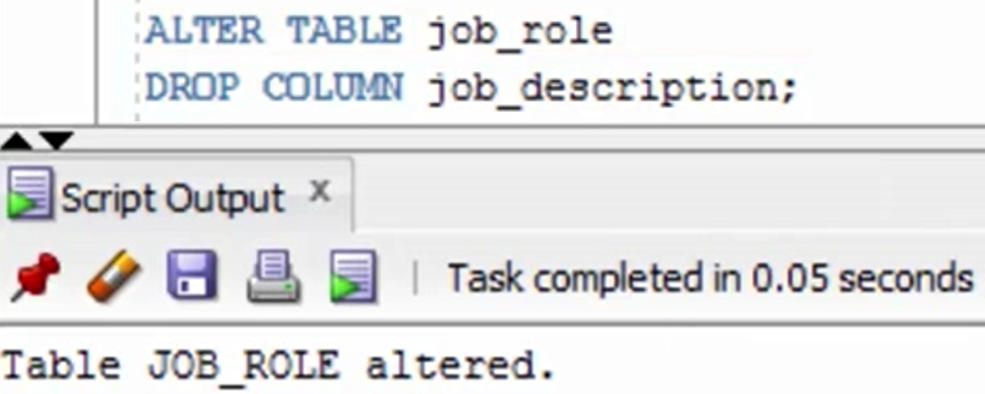 ALTER TABLE job_role
DROP COLUMN job_description;
Script Output x
Task completed in 0.05 seconds
Table JOB_ROLE altered.